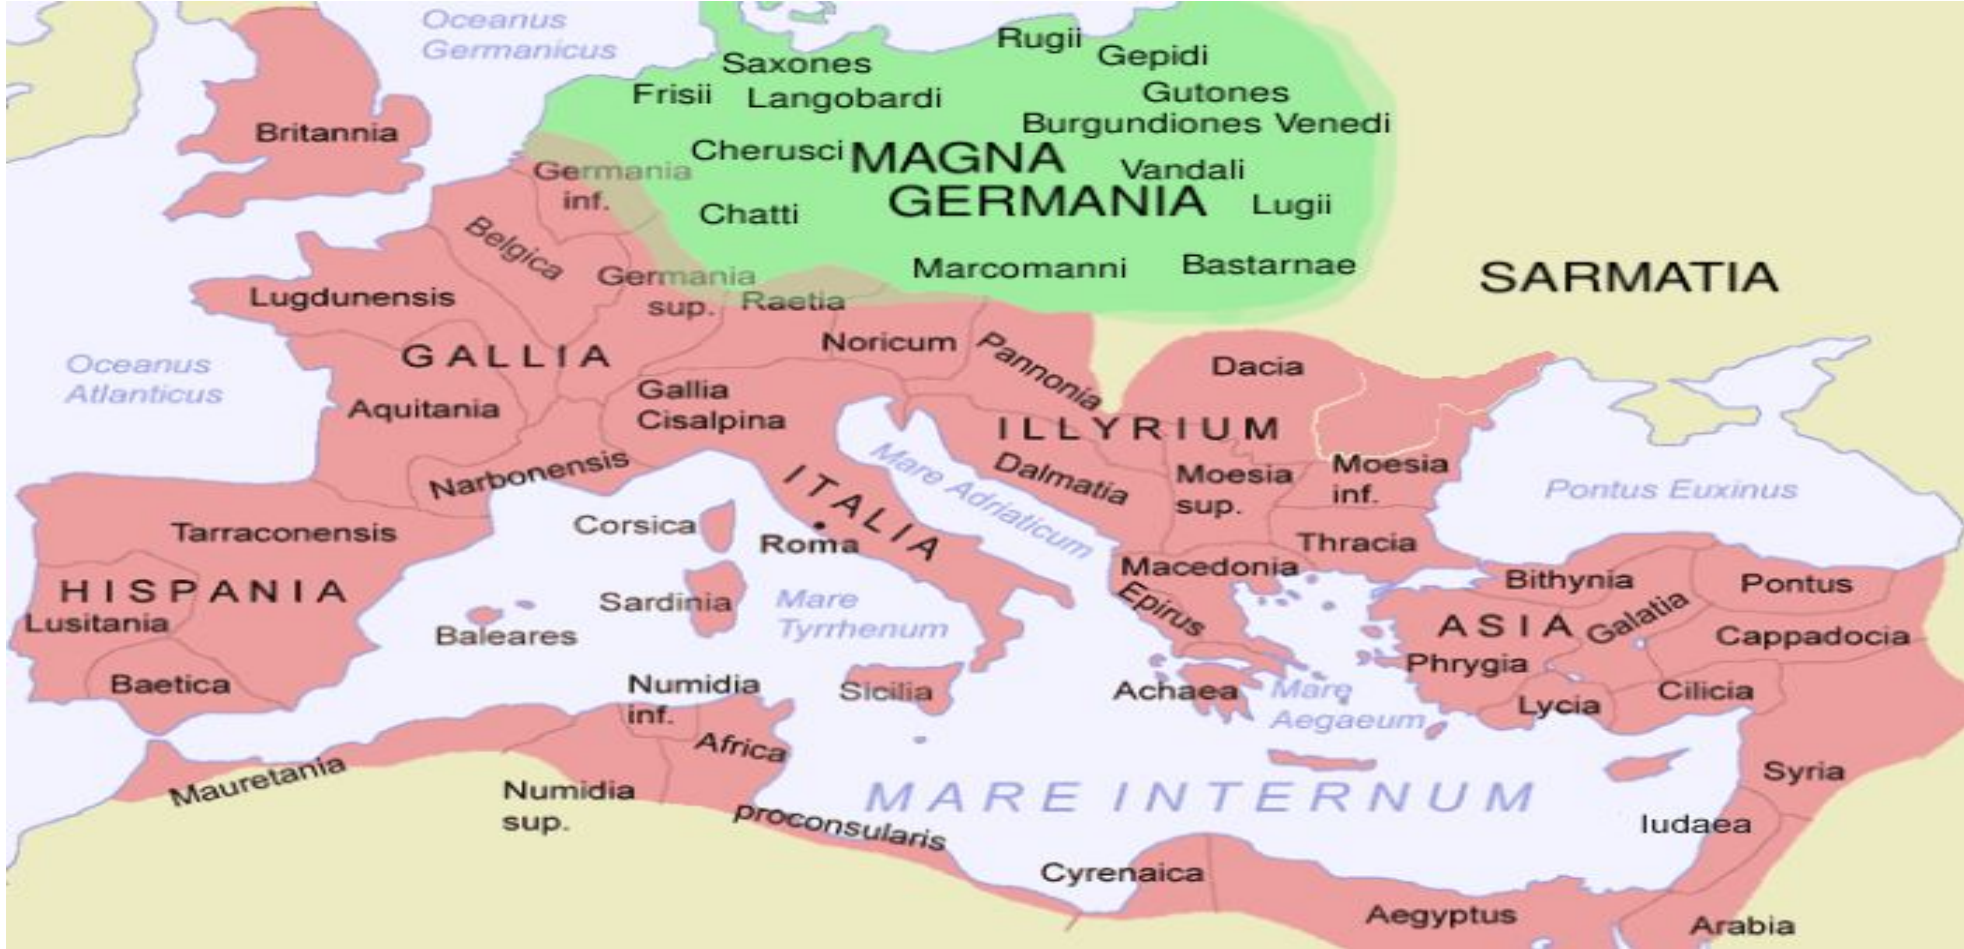 Oceanus
Germanicus
Britannia
Rugii
Gepidi
Saxones
Frisii
Langobardi
Gutones
Burgundiones
Venedi
Cherusci
MAGNA
GERMANIA
Vandali
Lugii
Chatti
Marcomanni
Bastarnae
SARMATIA
Germania
inf.
Belgica
Germania
sup.
Raetia
Lugdunensis
Noricum
Pannonia
Dacia
Oceanus
Atlanticus
GALLIA
Aquitania
Gallia
Cisalpina
ILLYRIUM
Narbonensis
Mare Adriaticum
Dalmatia
Moesia
sup.
Moesia
inf.
Pontus Euxinus
Tarraconensis
Corsica
ITALIA
Roma
Thracia
HISPANIA
Lusitania
Baetica
Baleares
Sardinia
Mare
Tyrrhenum
Macedonia
Epirus
Bithynia
Pontus
ASIA
Galatia
Cappadocia
Phrygia
Lycia
Cilicia
Numidia
inf.
Sicilia
Achaea
Mare
Aegaeum
Africa
Mauretania
Numidia
sup.
proconsularis
MARE INTERNUM
Syria
Iudaea
Cyrenaica
Aegyptus
Arabia